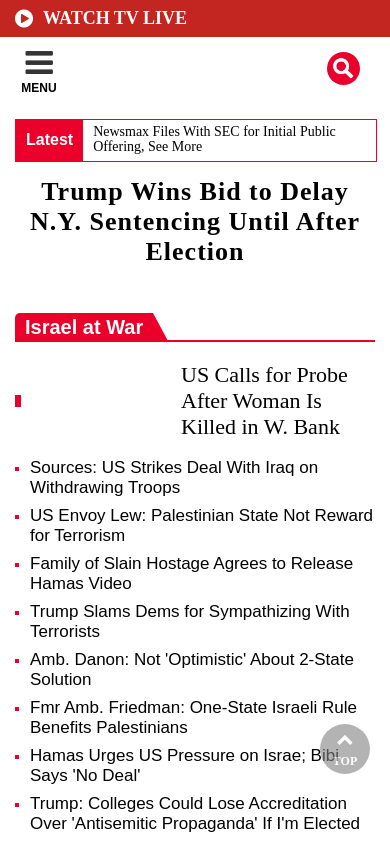 WATCH TV LIVE
MENU
Latest
Newsmax Files With SEC for Initial Public
Offering, See More
Trump Wins Bid to Delay
N.Y. Sentencing Until After
Election
Israel at War
US Calls for Probe
After Woman Is
Killed in W. Bank
Sources: US Strikes Deal With Iraq on
Withdrawing Troops
US Envoy Lew: Palestinian State Not Reward
for Terrorism
Family of Slain Hostage Agrees to Release
Hamas Video
Trump Slams Dems for Sympathizing With
Terrorists
Amb. Danon: Not 'Optimistic' About 2-State
Solution
Fmr Amb. Friedman: One-State Israeli Rule
Benefits Palestinians
Hamas Urges US Pressure on Israe; Bibi
Says 'No Deal'
TOP
Trump: Colleges Could Lose Accreditation
Over 'Antisemitic Propaganda' If I'm Elected